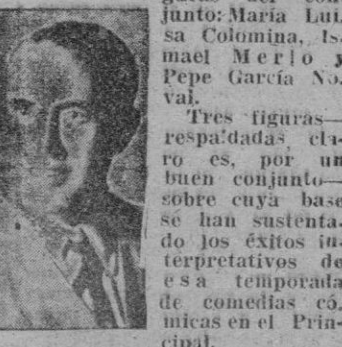 junto: María Lui.
sa Colomina, Is.
mael Merlo y
Pepe García No.
val.
Tres figuras—
respaldadas, cla-
ro es, por un
buen conjunto—
sobre cuya base
se han sustenta-
do los éxitos in-
terpretativos de
esa temporada
de comedias có-
micas en el Prin-
cipal.